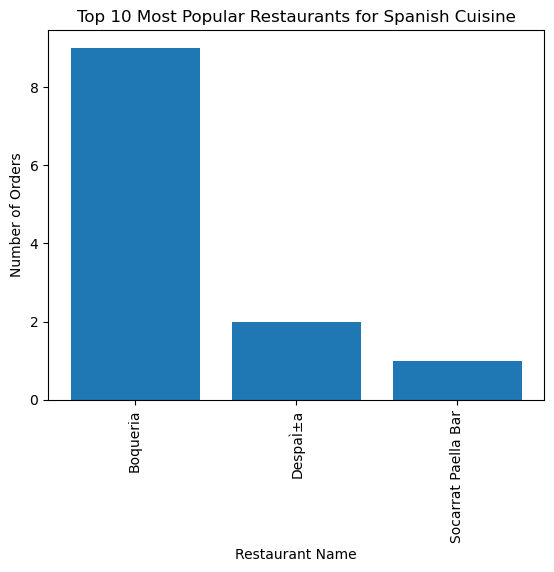 Top 10 Most Popular Restaurants for Spanish Cuisine
Number of Orders
8
6
4
2
0
Boqueria
Despaì±a
Socarrat Paella Bar
Restaurant Name